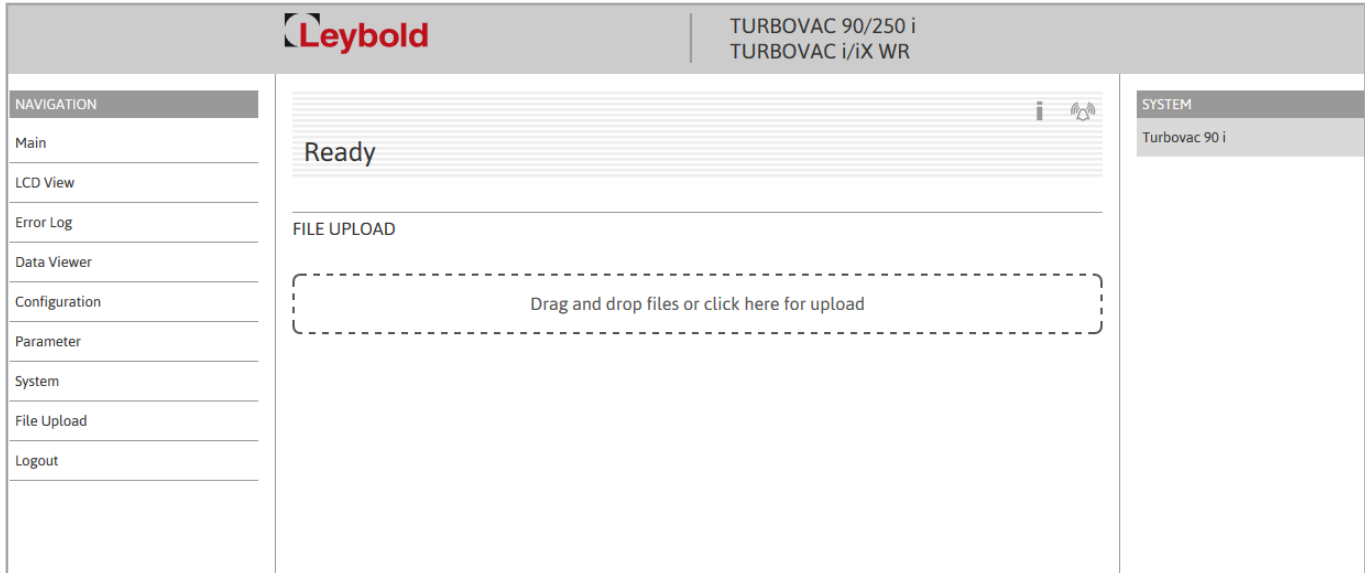 Leybold
TURBOVAC 90/250 i
TURBOVAC i/iX WR
NAVIGATION
Main
LCD View
Error Log
Data Viewer
Configuration
Parameter
System
File Upload
Logout
Ready
FILE UPLOAD
Drag and drop files or click here for upload
SYSTEM
Turbovac 90 i